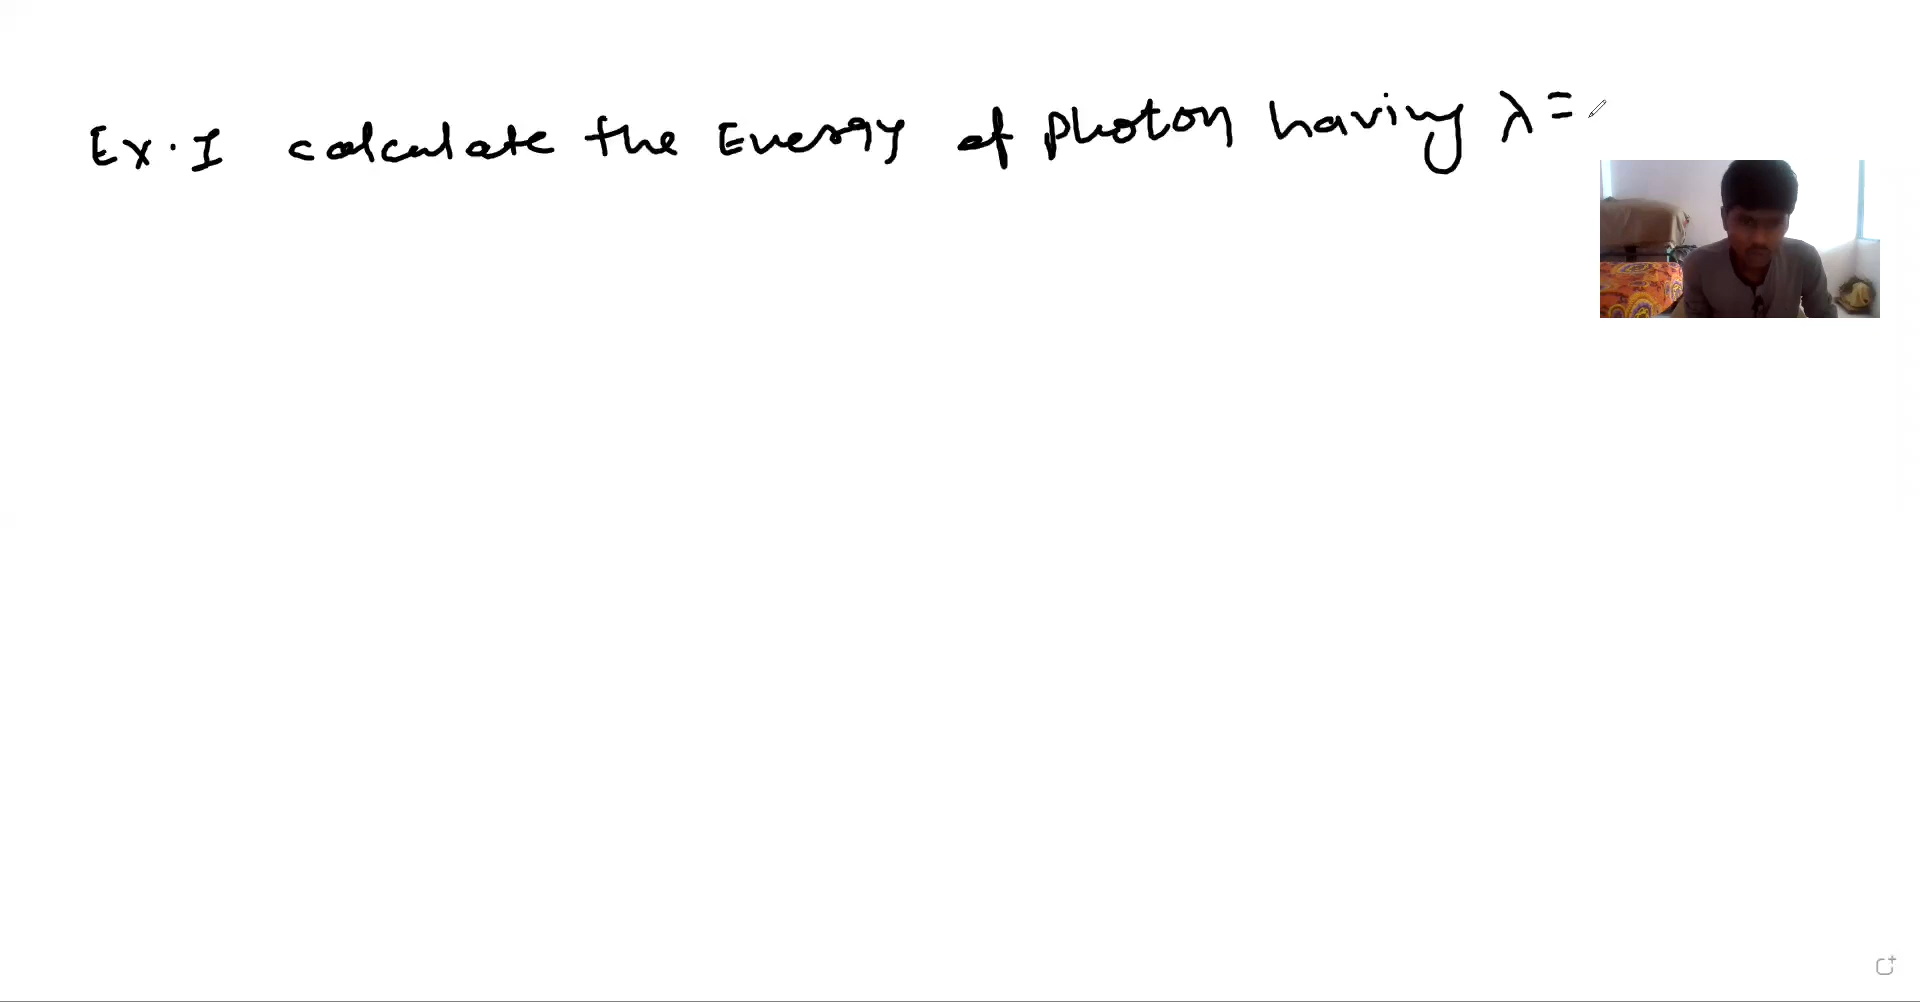 Ex. I calculate the Energy of photon having λ =